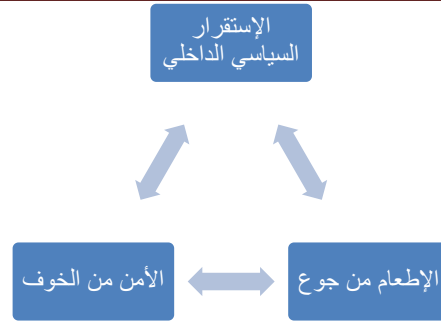 الإستقرار
السياسي الداخلي
الإطعام من جوع
الأمن من الخوف